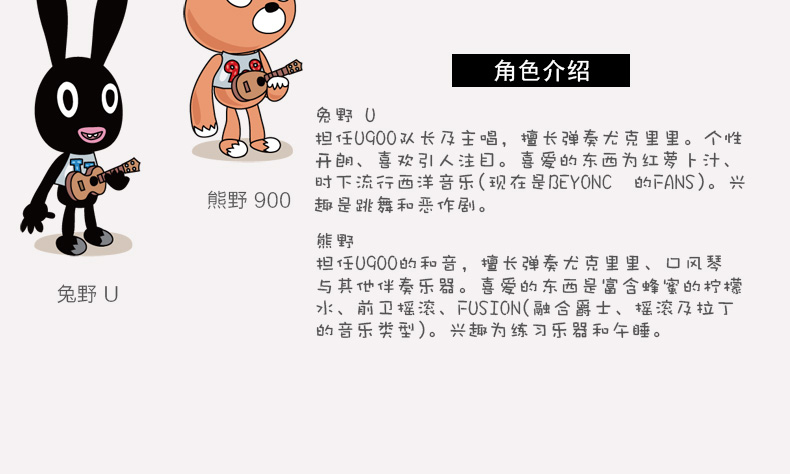 角色介绍
兔野 U
担任U900队长及主唱，擅长弹奏尤克里里。个性
开朗、喜欢引人注目。喜爱的东西为红萝卜汁、
时下流行西洋音乐(现在是BEYONC 的FANS)。兴
趣是跳舞和恶作剧。
熊野
担任U900的和音，擅长弹奏尤克里里、口风琴
与其他伴奏乐器。喜爱的东西是富含蜂蜜的柠檬
水、前卫摇滚、FUSION(融合爵士、摇滚及拉丁
的音乐类型)。兴趣为练习乐器和午睡。
熊野 900
兔野 U